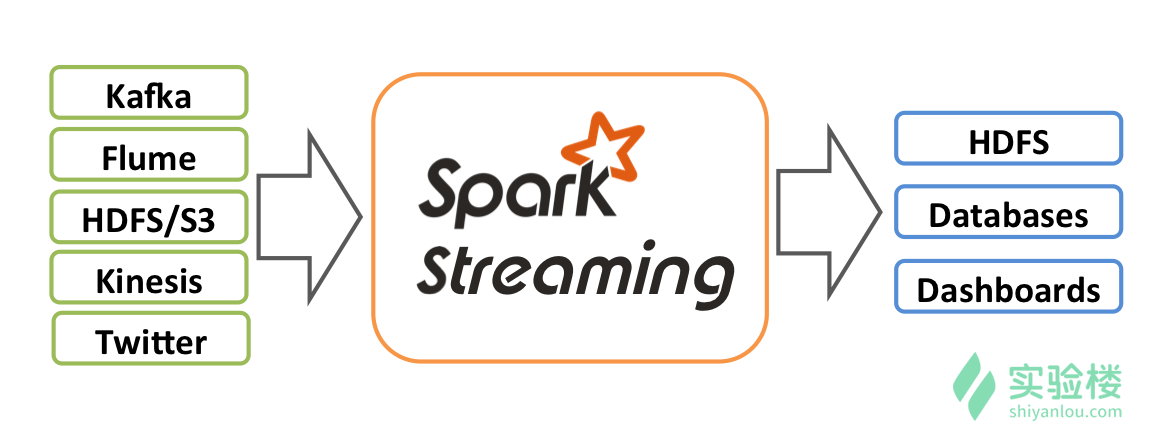 Kafka
Flume
HDFS/S3
Kinesis
Twitter
Spark
Streaming
HDFS
Databases
Dashboards
实验楼
shiyanlou.com